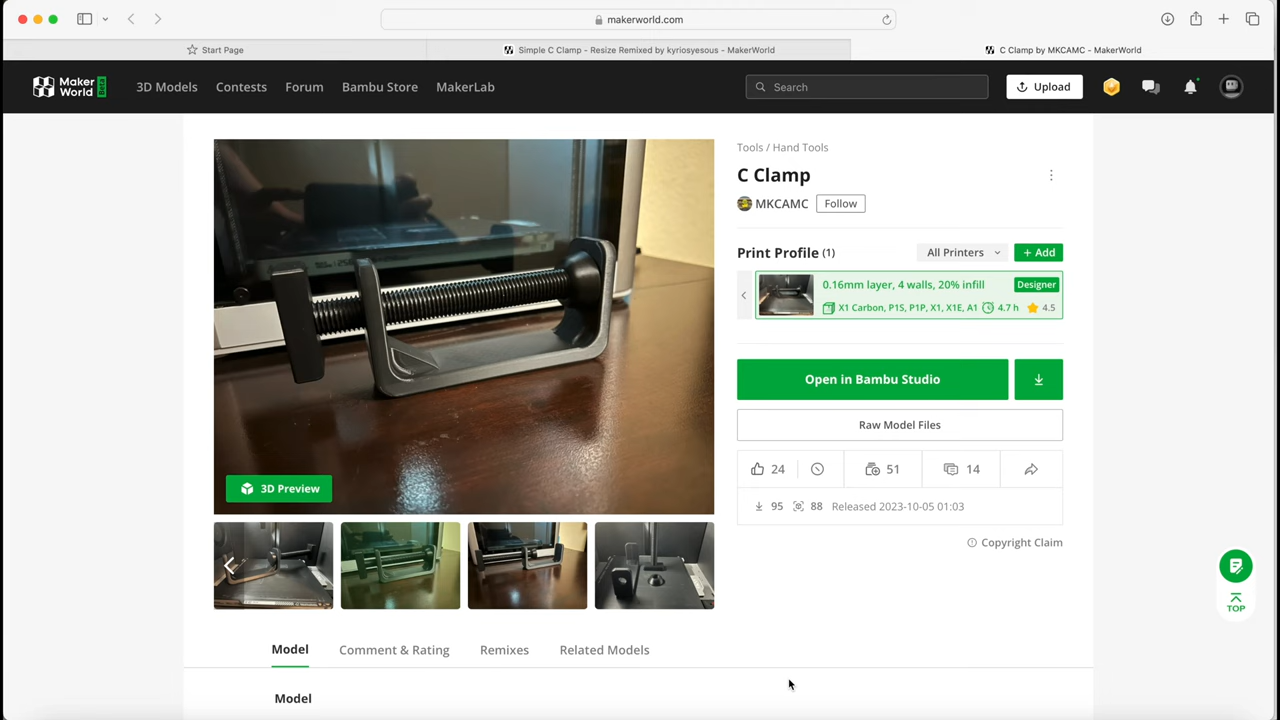 makerworld.com
Start Page
Simple C Clamp - Resize Remixed by kyriosyesous - MakerWorld
C Clamp by MKCAMC - MakerWorld
Maker World Beta
3D Models
Contests
Forum
Bambu Store
MakerLab
Search
Upload
Tools / Hand Tools
C Clamp
MKCAMC
Follow
Print Profile (1)
All Printers
+ Add
0.16mm layer, 4 walls, 20% infill
Designer
X1 Carbon, P1S, P1P, X1, X1E, A1
4.7 h
4.5
Open in Bambu Studio
Raw Model Files
24
51
14
95
88
Released 2023-10-05 01:03
Copyright Claim
3D Preview
TOP
Model
Comment & Rating
Remixes
Related Models
Model